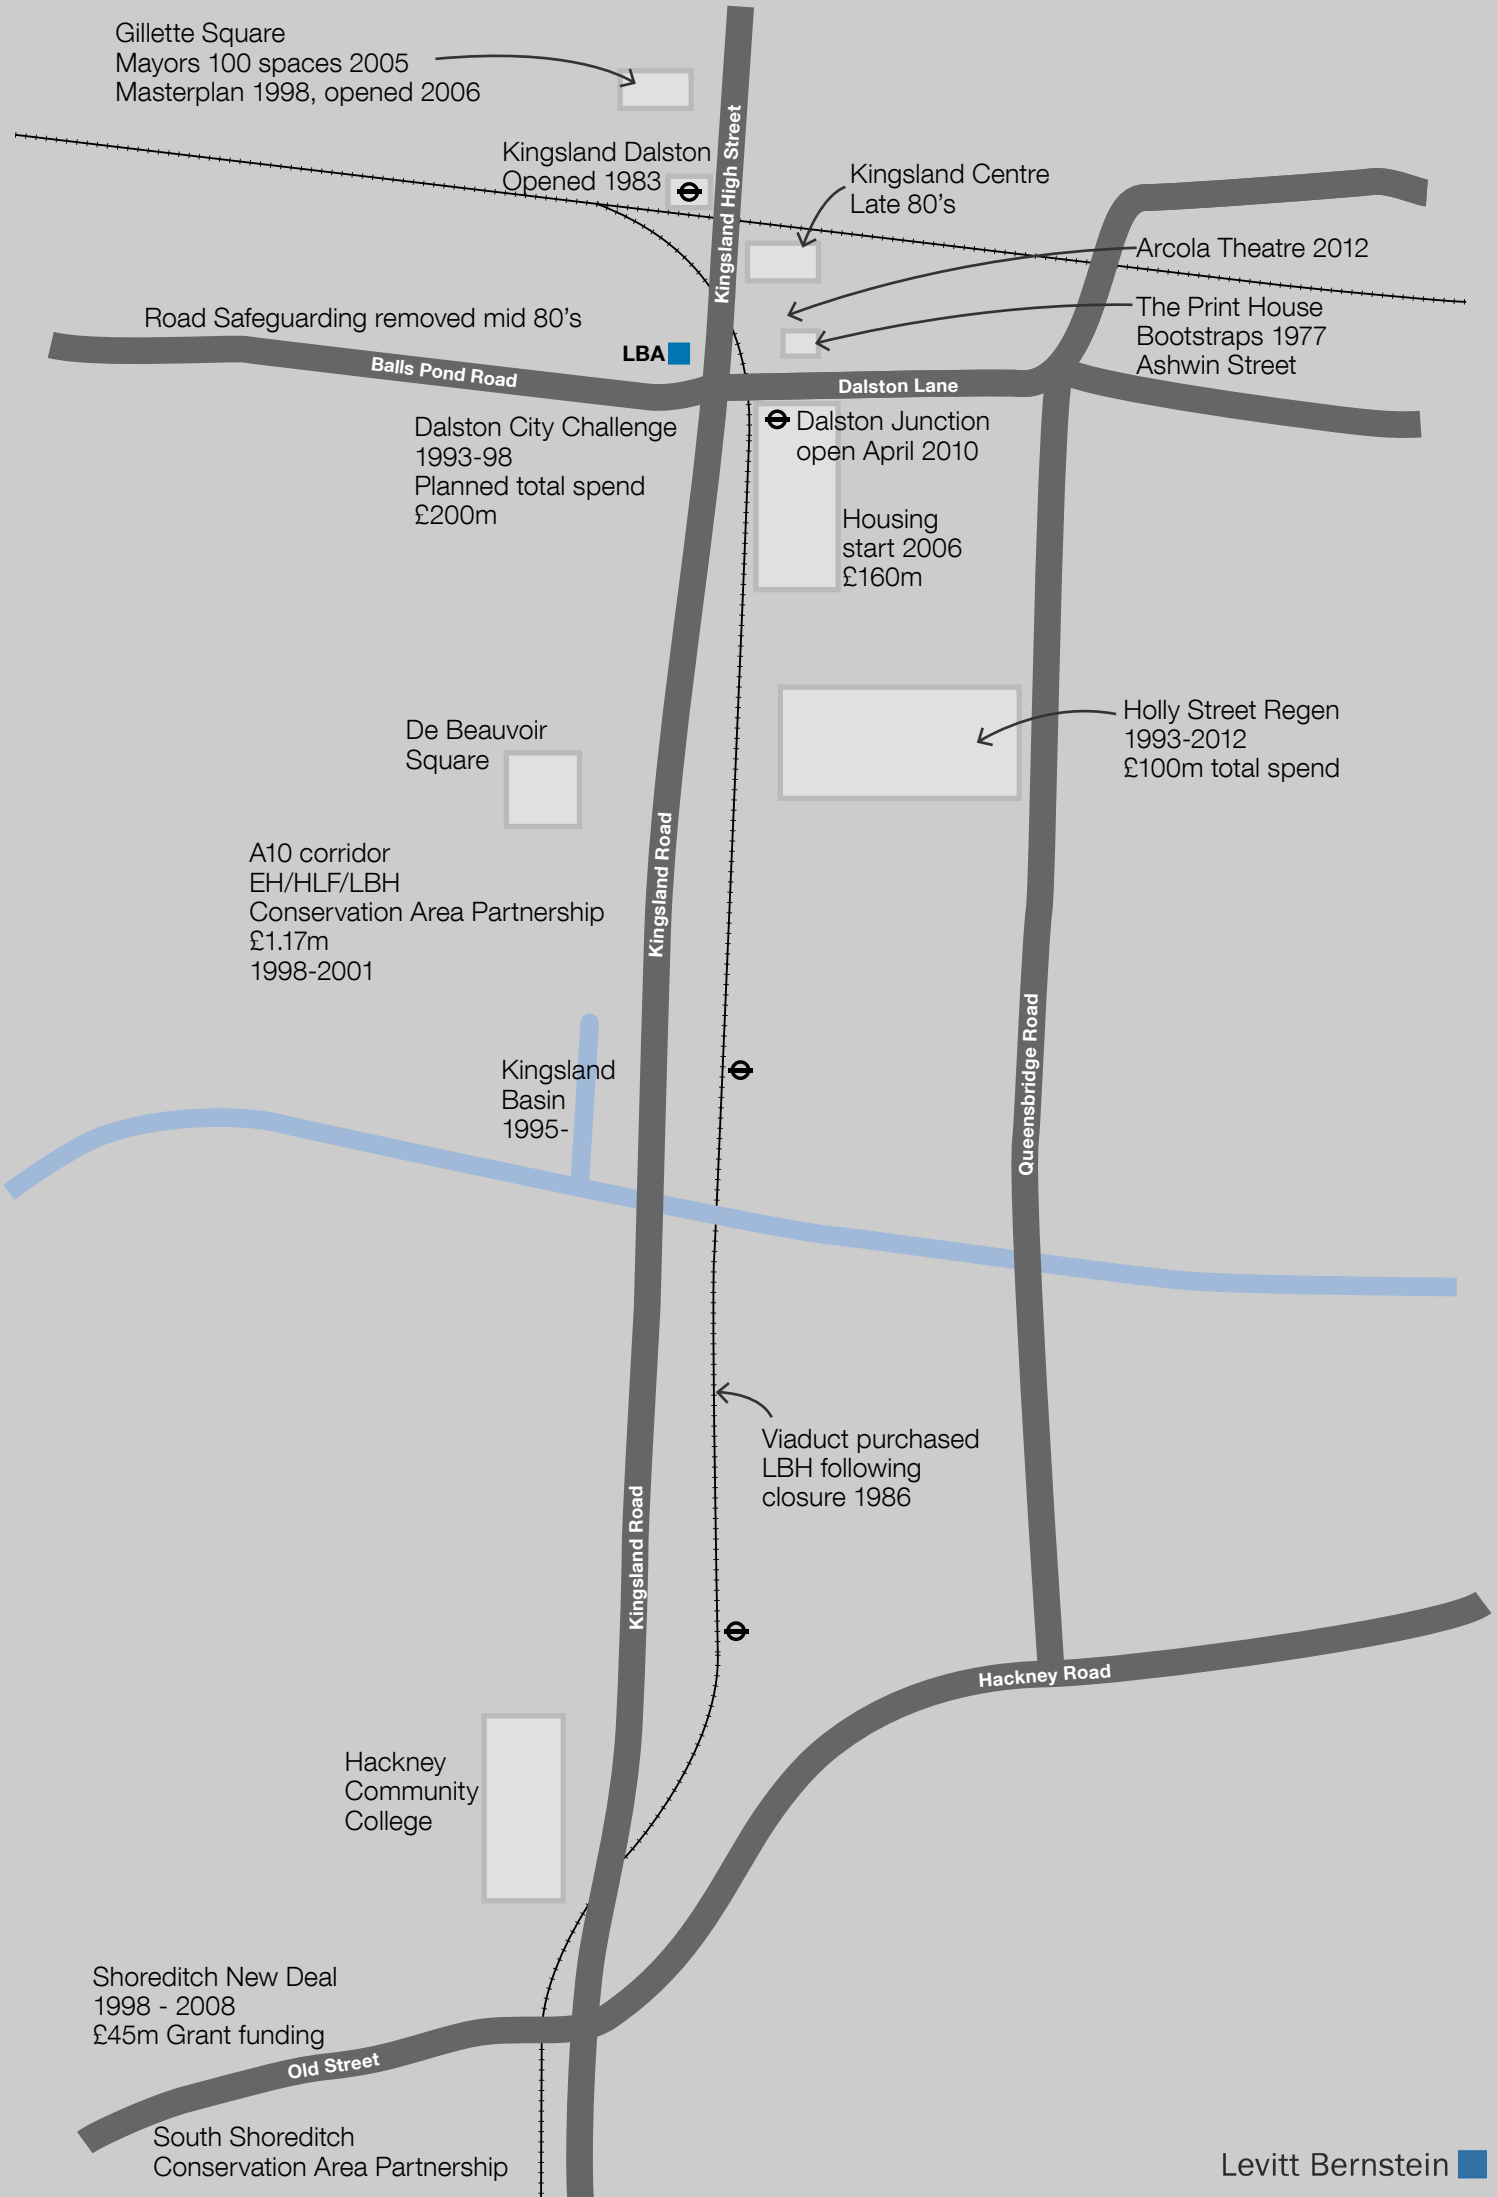 Gillette Square
Mayors 100 spaces 2005
Masterplan 1998, opened 2006
Kingsland High Street
Kingsland Dalston
Opened 1983
Kingsland Centre
Late 80's
Arcola Theatre 2012
The Print House
Bootstraps 1977
Ashwin Street
Road Safeguarding removed mid 80's
LBA
Balls Pond Road
Dalston Lane
Dalston City Challenge
1993-98
Planned total spend
£200m
Dalston Junction
open April 2010
Housing
start 2006
£160m
Holly Street Regen
1993-2012
£100m total spend
De Beauvoir
Square
Kingsland Road
A10 corridor
EH/HLF/LBH
Conservation Area Partnership
£1.17m
1998-2001
Queensbridge Road
Kingsland
Basin
1995-
Viaduct purchased
LBH following
closure 1986
Kingsland Road
Hackney Road
Hackney
Community
College
Shoreditch New Deal
1998 - 2008
£45m Grant funding
Old Street
South Shoreditch
Conservation Area Partnership
Levitt Bernstein